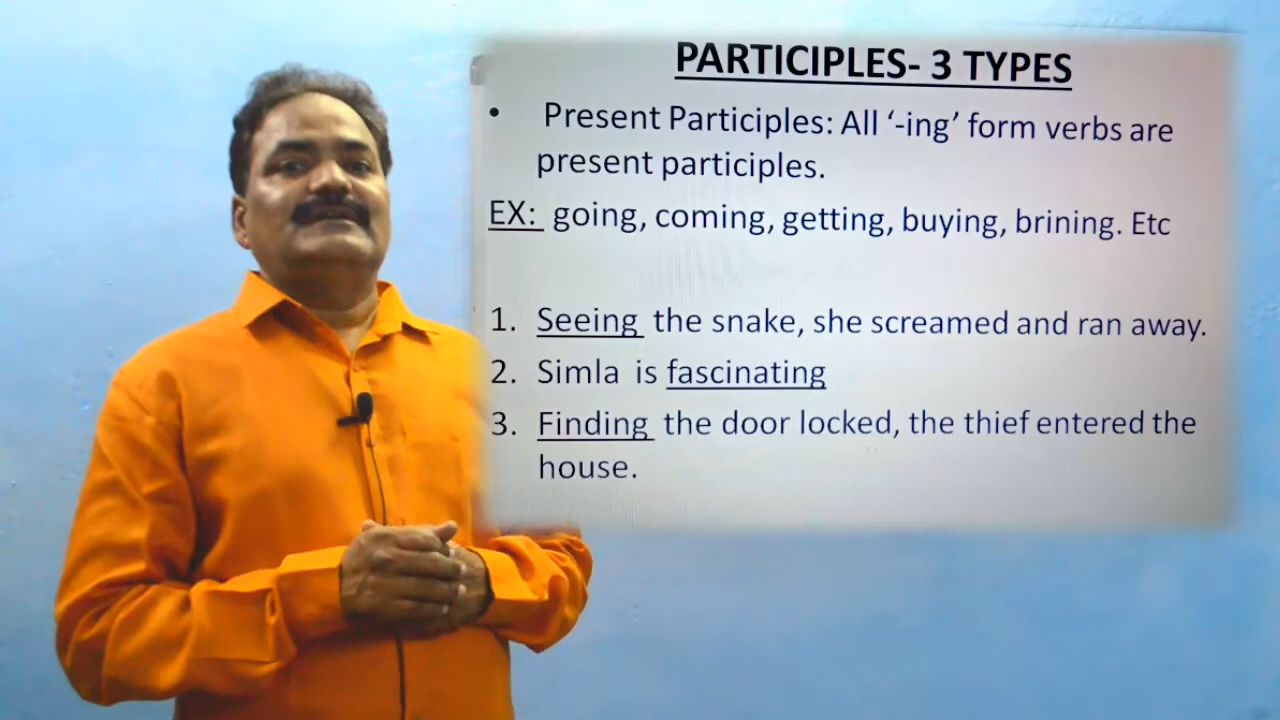 PARTICIPLES- 3 TYPES
• Present Participles: All ‘-ing’ form verbs are
present participles.
EX: going, coming, getting, buying, brining. Etc
1. Seeing the snake, she screamed and ran away.
2. Simla is fascinating
3. Finding the door locked, the thief entered the
house.